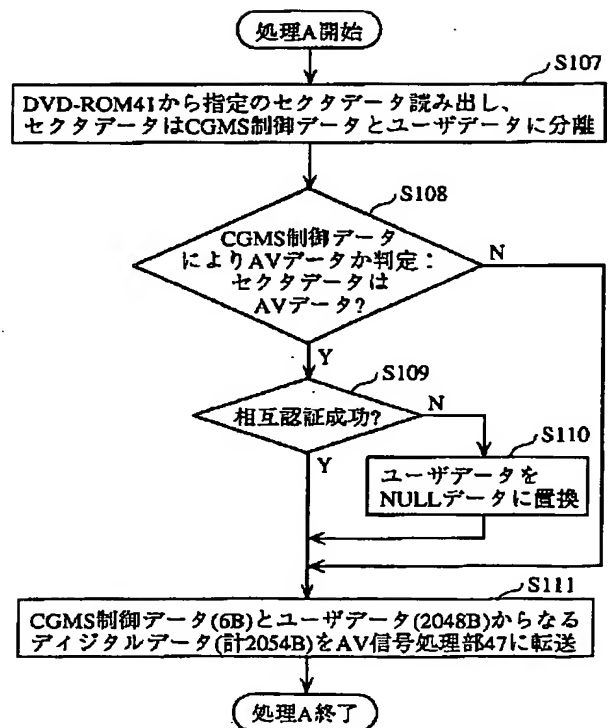 処理A開始
S107
DVD-ROM41から指定のセクタデータ読み出し、
セクタデータはCGMS制御データとユーザデータに分離
S108
CGMS制御データ
によりAVデータか判定：
セクタデータは
AVデータ?
N
Y
S109
相互認証成功?
N
Y
S110
ユーザデータを
NULLデータに置換
S111
CGMS制御データ(6B)とユーザデータ(2048B)からなる
ディジタルデータ(計2054B)をAV信号処理部47に転送
処理A終了